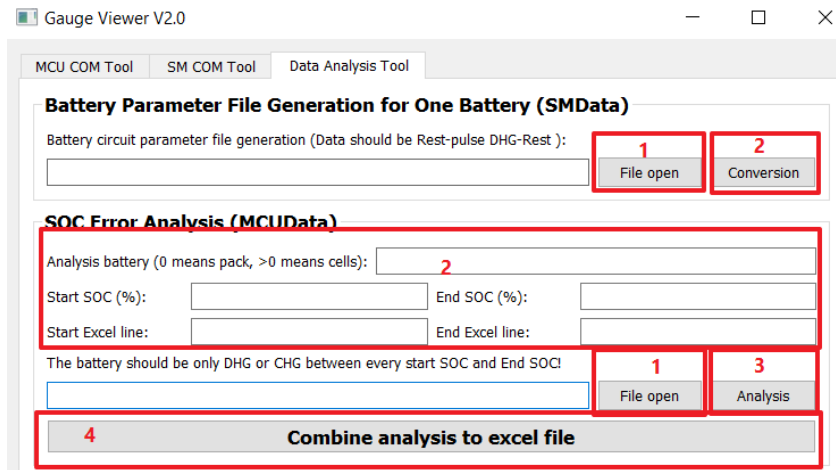 Gauge Viewer V2.0
MCU COM Tool SM COM Tool Data Analysis Tool
Battery Parameter File Generation for One Battery (SMData)
Battery circuit parameter file generation (Data should be Rest-pulse DHG-Rest ):
1 2
File open Conversion
SOC Error Analysis (MCUData)
Analysis battery (0 means pack, >0 means cells): 2
Start SOC (%): End SOC (%):
Start Excel line: End Excel line:
The battery should be only DHG or CHG between every start SOC and End SOC!
1 3
File open Analysis
4 Combine analysis to excel file